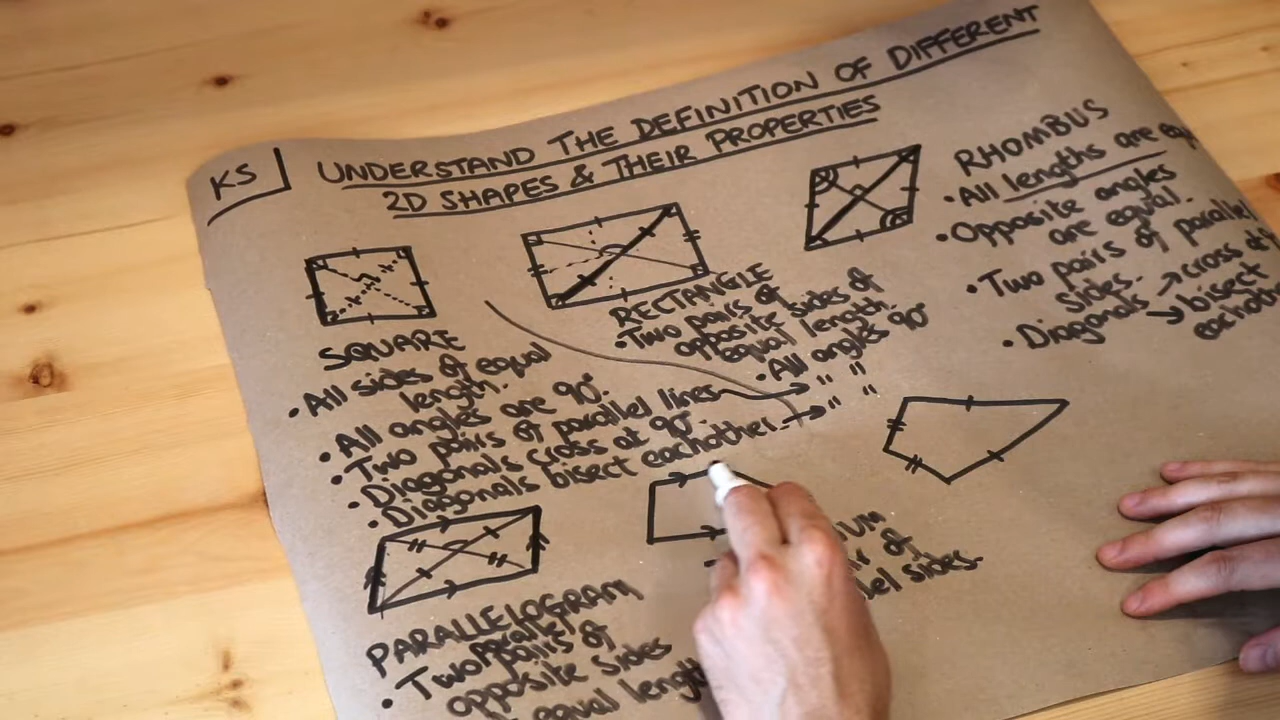 KS
UNDERSTAND THE DEFINITION OF DIFFERENT
2D SHAPES & THEIR PROPERTIES
SQUARE
• All sides of equal
length.
• All angles are 90°.
• Two pairs of parallel lines
• Diagonals cross at 90°
• Diagonals bisect eachother.
RECTANGLE
• Two pairs of
opposite sides of
equal length.
• All angles 90°
→ " "
→ " "
RHOMBUS
• All lengths are
• Opposite angles
are equal.
• Two pairs of parallel
sides.
• Diagonals → cross at
→ bisect
PARALLELOGRAM
• Two pairs of
parallel
opposite sides
equal
of
sides.